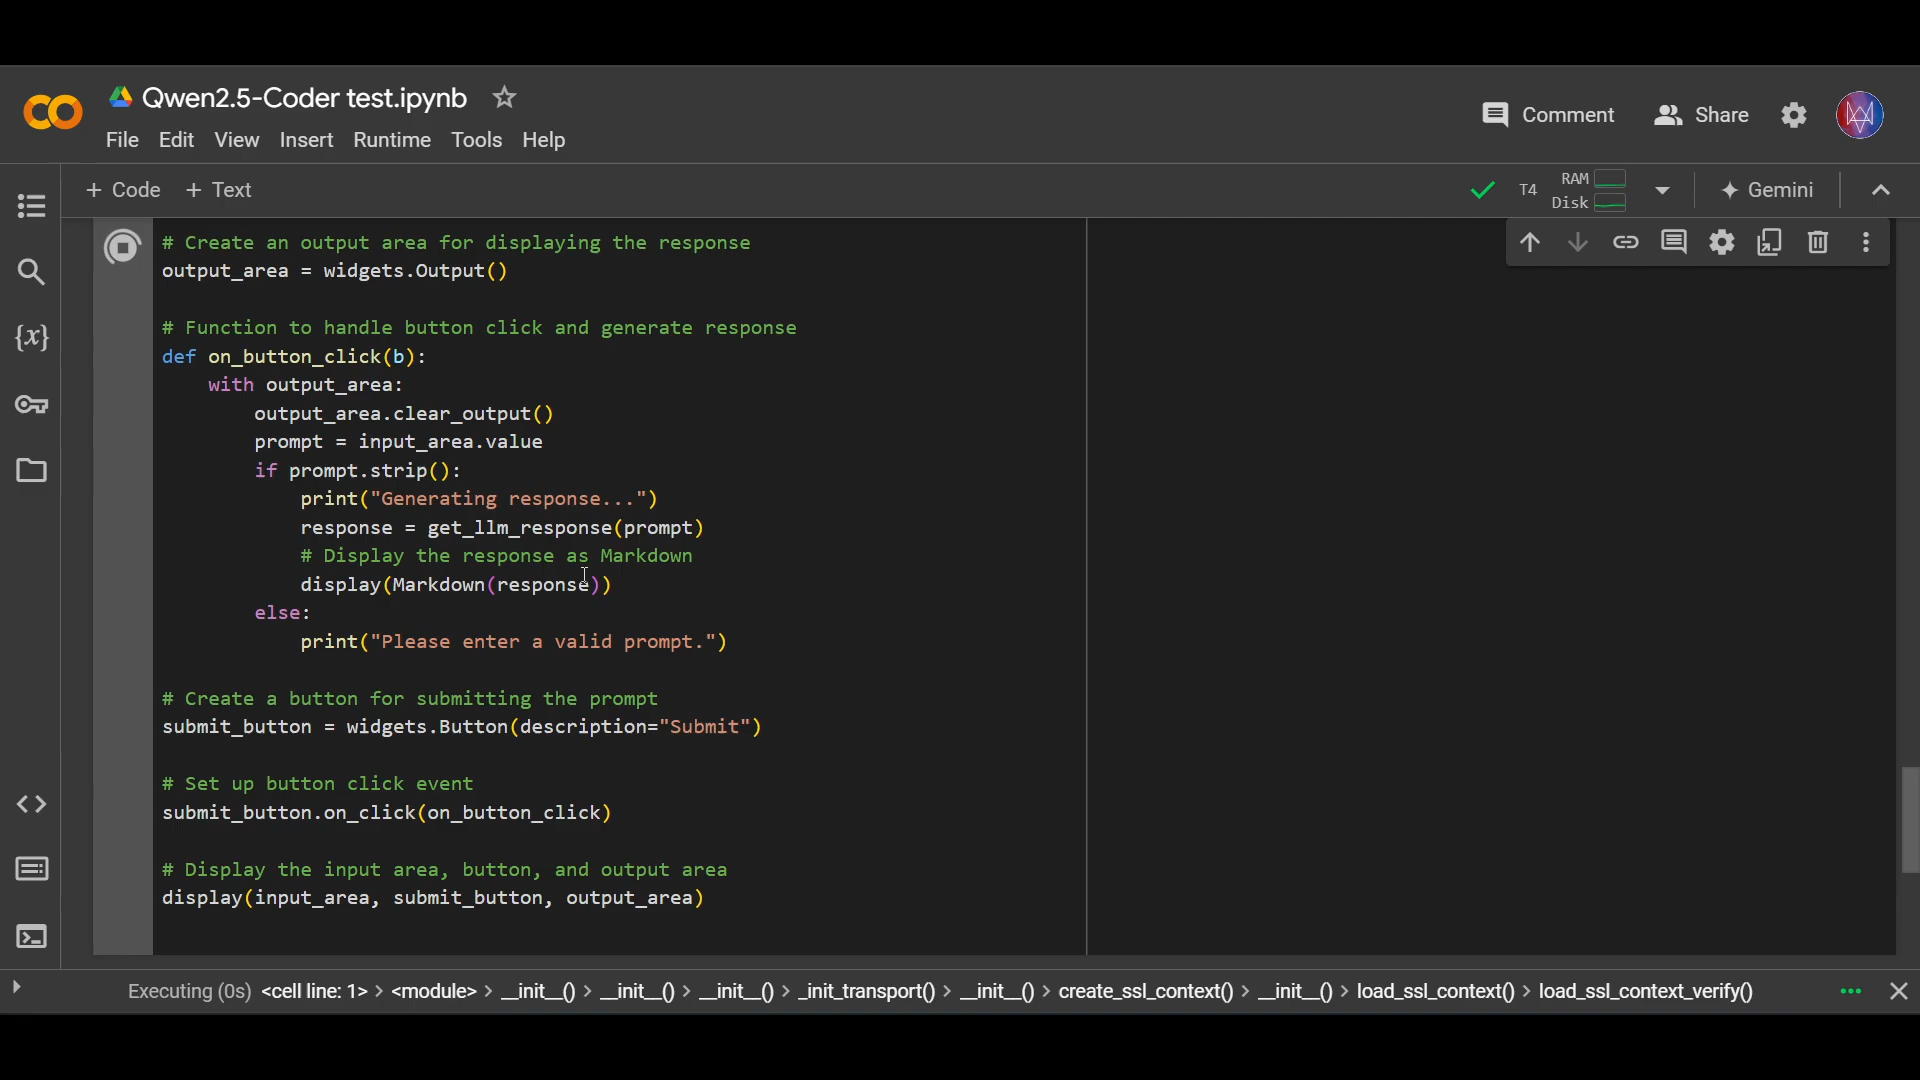 Qwen2.5-Coder test.ipynb
File Edit View Insert Runtime Tools Help
Comment
Share
+ Code + Text
T4
RAM
Disk
Gemini
{x}
# Create an output area for displaying the response
output_area = widgets.Output()
# Function to handle button click and generate response
def on_button_click(b):
with output_area:
output_area.clear_output()
prompt = input_area.value
if prompt.strip():
print("Generating response...")
response = get_llm_response(prompt)
# Display the response as Markdown
display(Markdown(response))
else:
print("Please enter a valid prompt.")
# Create a button for submitting the prompt
submit_button = widgets.Button(description="Submit")
# Set up button click event
submit_button.on_click(on_button_click)
# Display the input area, button, and output area
display(input_area, submit_button, output_area)
Executing (0s) <cell line: 1> > <module> > __init__() > __init__() > __init__() > _init_transport() > __init__() > create_ssl_context() > __init__() > load_ssl_context() > load_ssl_context_verify()